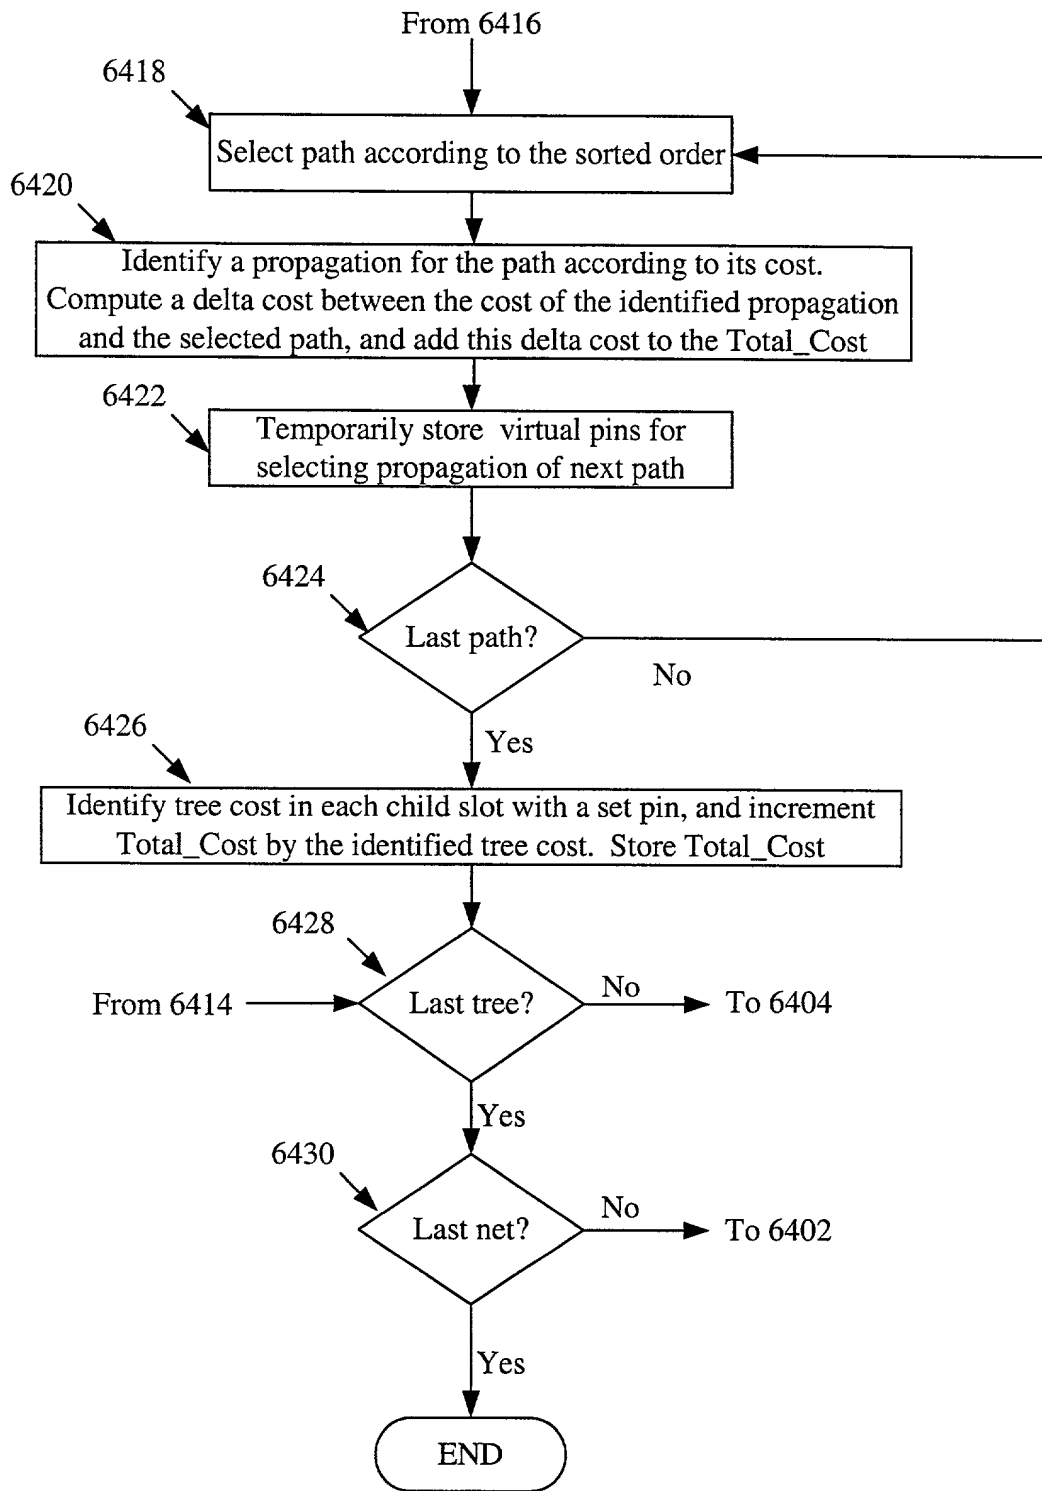 From 6416
6418
Select path according to the sorted order
6420
Identify a propagation for the path according to its cost.
Compute a delta cost between the cost of the identified propagation
and the selected path, and add this delta cost to the Total_Cost
6422
Temporarily store virtual pins for
selecting propagation of next path
6424
Last path?
No
Yes
6426
Identify tree cost in each child slot with a set pin, and increment
Total_Cost by the identified tree cost. Store Total_Cost
6428
From 6414
Last tree?
No
To 6404
Yes
6430
Last net?
No
To 6402
Yes
END